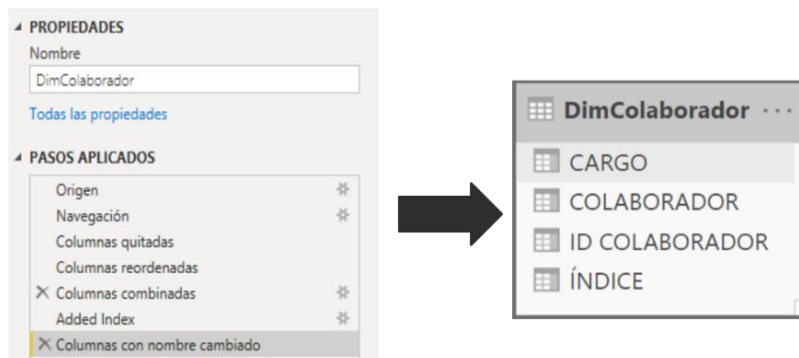 PROPIEDADES
Nombre
DimColaborador
Todas las propiedades
PASOS APLICADOS
Origen
Navegación
Columnas quitadas
Columnas reordenadas
Columnas combinadas
Added Index
Columnas con nombre cambiado
DimColaborador
CARGO
COLABORADOR
ID COLABORADOR
ÍNDICE